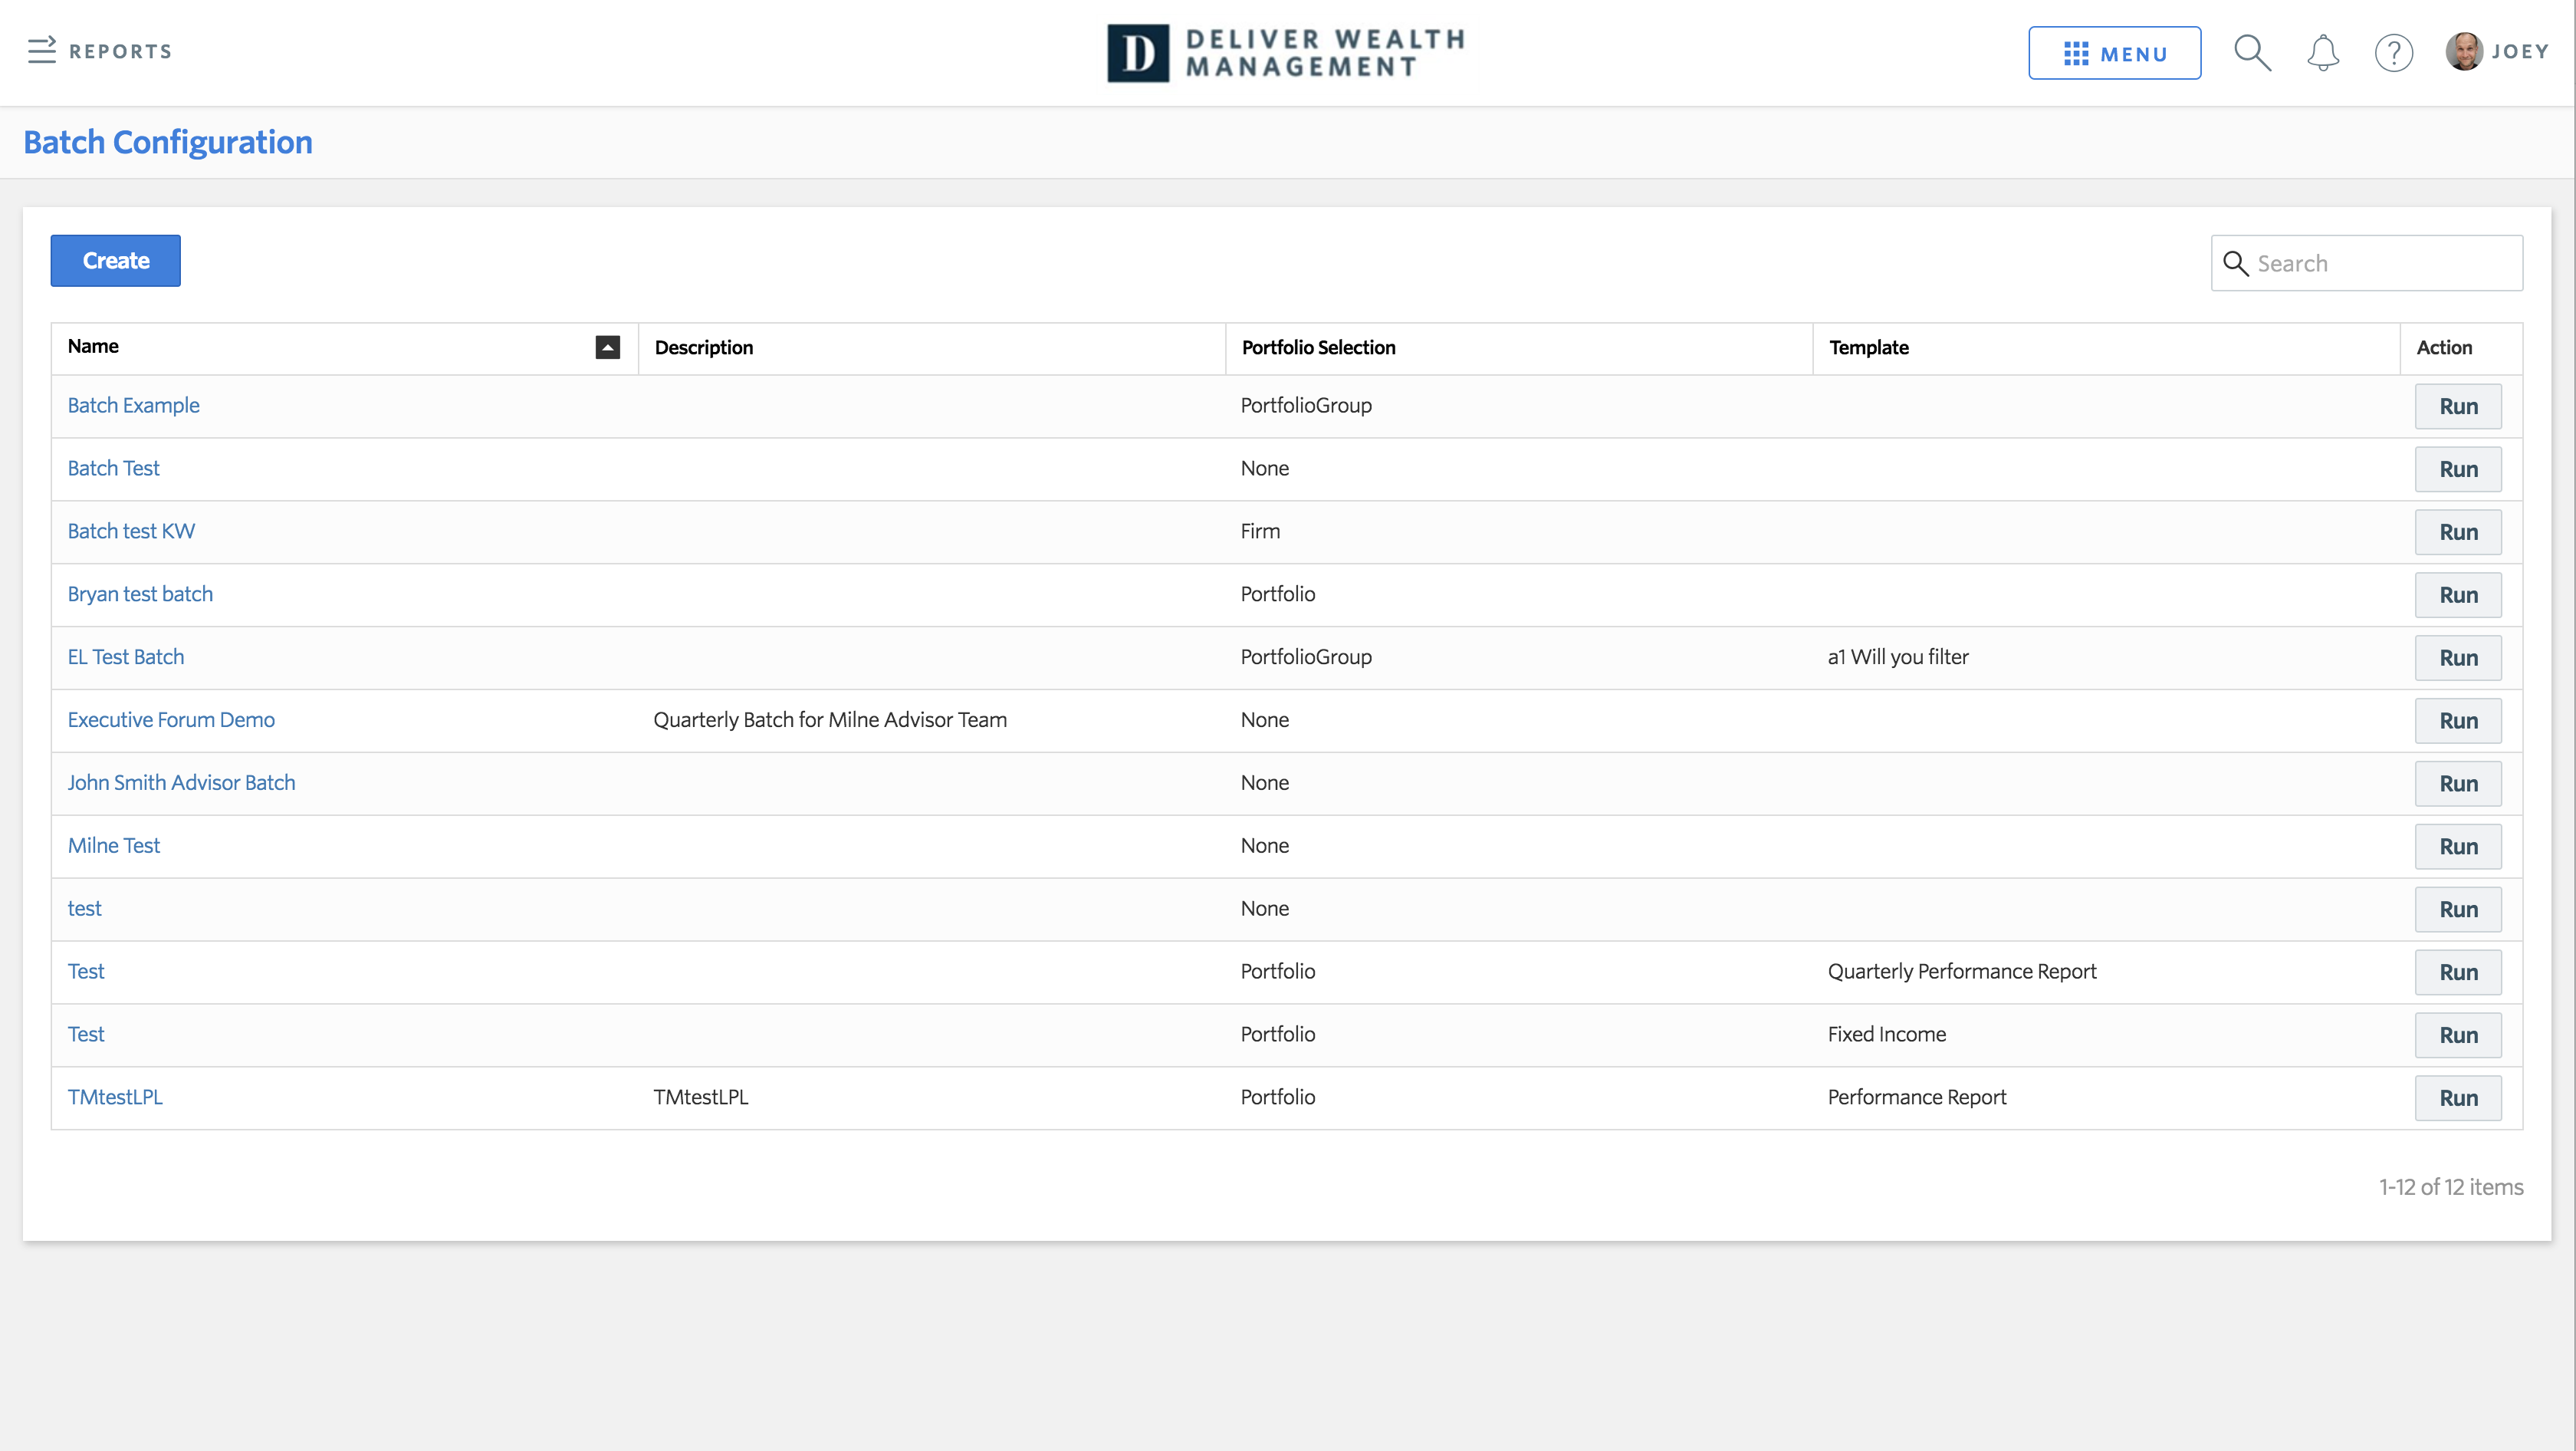 REPORTS
D DELIVER WEALTH
MANAGEMENT
MENU
?
JOEY
Batch Configuration
Create
Search
Name Description Portfolio Selection Template Action
Batch Example PortfolioGroup Run
Batch Test None Run
Batch test KW Firm Run
Bryan test batch Portfolio Run
EL Test Batch PortfolioGroup a1 Will you filter Run
Executive Forum Demo Quarterly Batch for Milne Advisor Team None Run
John Smith Advisor Batch None Run
Milne Test None Run
test None Run
Test Portfolio Quarterly Performance Report Run
Test Portfolio Fixed Income Run
TMtestLPL TMtestLPL Portfolio Performance Report Run
1-12 of 12 items